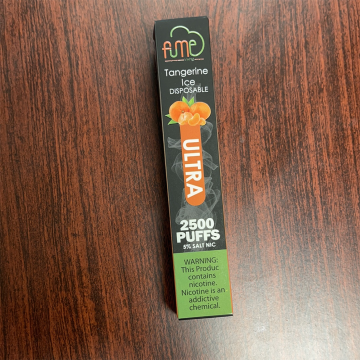 fume
Tangerine
Ice
DISPOSABLE
ULTRA
2500
PUFFS
5% SALT NIC
WARNING:
This Produc
contains
nicotine.
Nicotine is an
addictive
chemical.